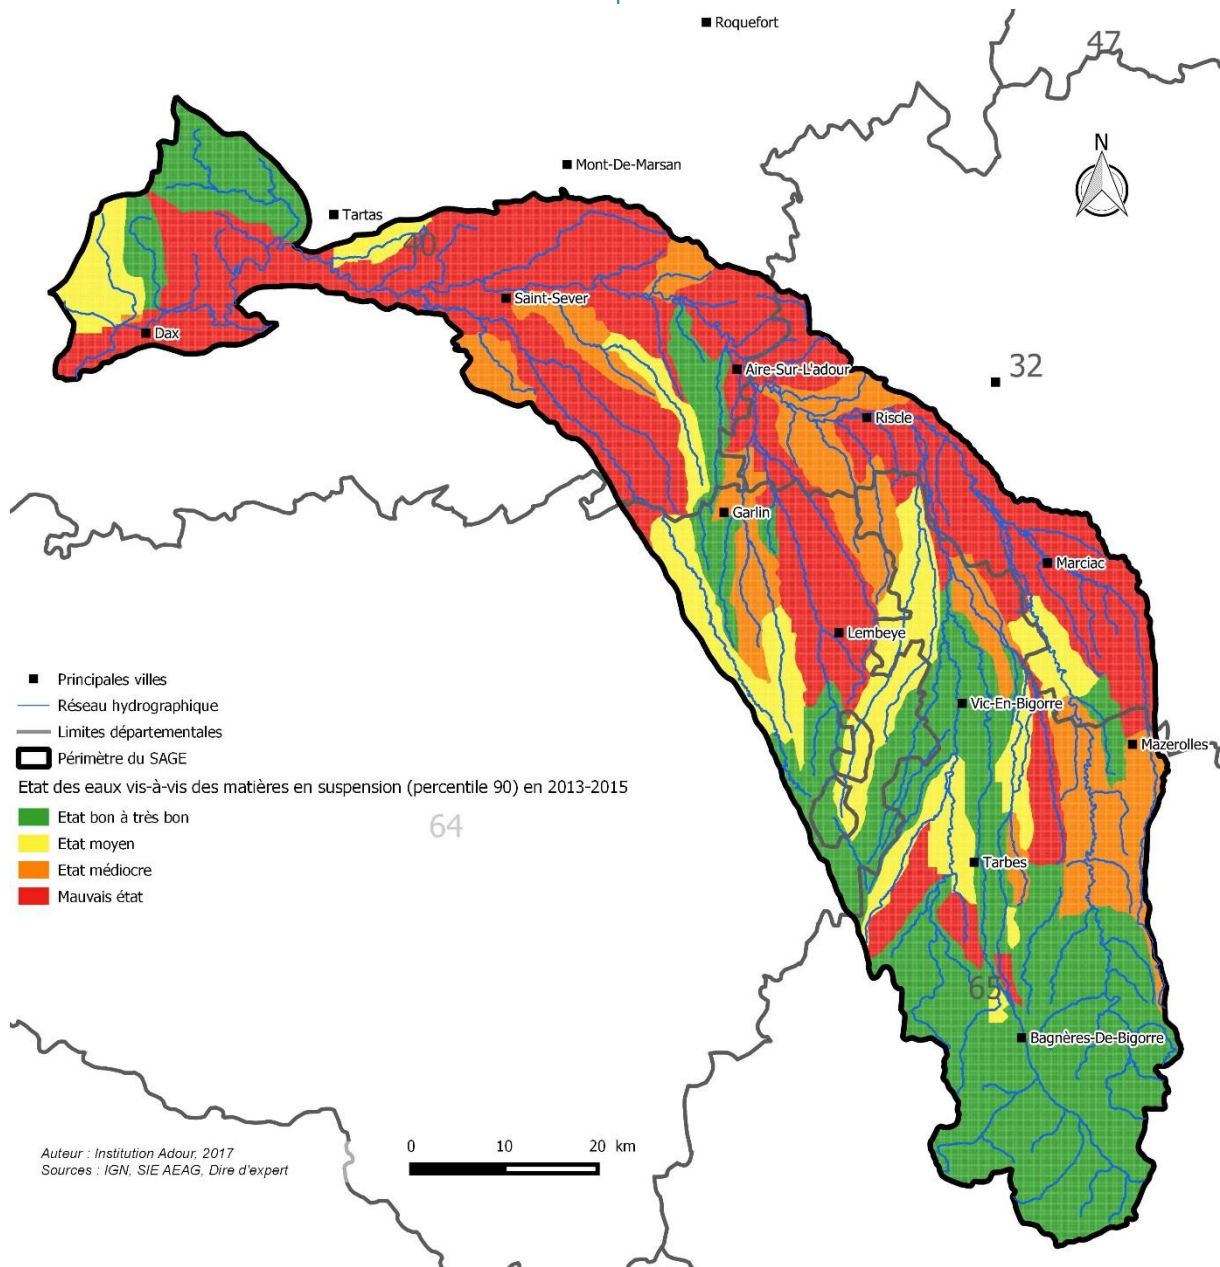 Roquefort
47
N
Mont-De-Marsan
Tartas
40
Saint-Sever
Dax
Aire-Sur-L'adour
32
Riscle
Garlin
Marciac
Lembeye
Principales villes
Réseau hydrographique
Vic-En-Bigorre
Limites départementales
Mazerolles
Périmètre du SAGE
Etat des eaux vis-à-vis des matières en suspension (percentile 90) en 2013-2015
Etat bon à très bon
64
Etat moyen
Etat médiocre
Tarbes
Mauvais état
65
Bagnères-De-Bigorre
0 10 20 km
Auteur : Institution Adour, 2017
Sources : IGN, SIE AEAG, Dire d'expert